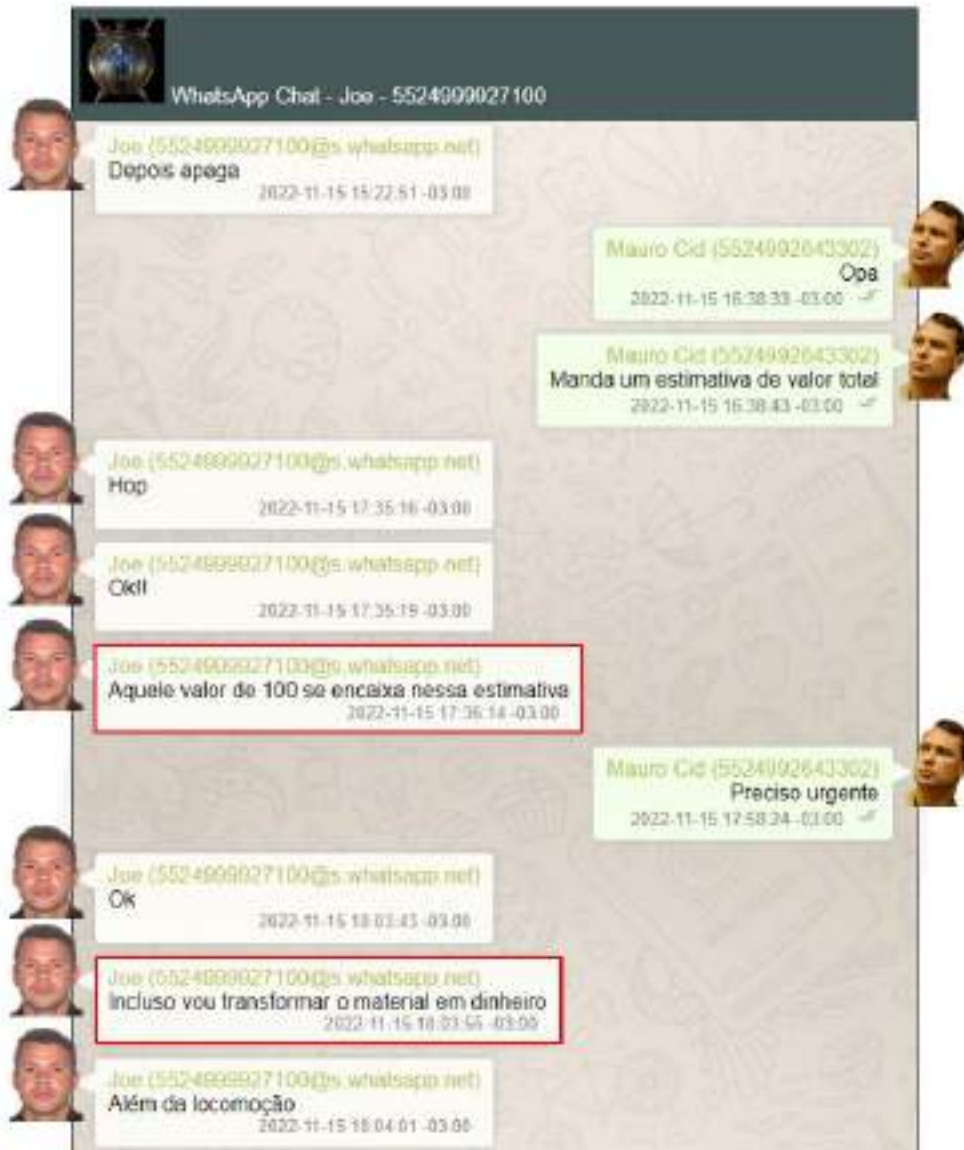 WhatsApp Chat - Joe - 5524999927100
Joe (5524999927100@s.whatsapp.net)
Depois apaga
2022-11-15 15:22:51 -03:00
Mauro Cid (5524992643302)
Opa
2022-11-15 16:38:33 -03:00
Mauro Cid (5524992643302)
Manda um estimativa de valor total
2022-11-15 16:38:43 -03:00
Joe (5524999927100@s.whatsapp.net)
Hop
2022-11-15 17:35:16 -03:00
Joe (5524999927100@s.whatsapp.net)
Ok!!
2022-11-15 17:35:19 -03:00
Joe (5524999927100@s.whatsapp.net)
Aquele valor de 100 se encaixa nessa estimativa
2022-11-15 17:36:14 -03:00
Mauro Cid (5524992643302)
Preciso urgente
2022-11-15 17:58:24 -03:00
Joe (5524999927100@s.whatsapp.net)
Ok
2022-11-15 18:03:43 -03:00
Joe (5524999927100@s.whatsapp.net)
Incluso vou transformar o material em dinheiro
2022-11-15 18:03:55 -03:00
Joe (5524999927100@s.whatsapp.net)
Além da locomoção
2022-11-15 18:04:01 -03:00